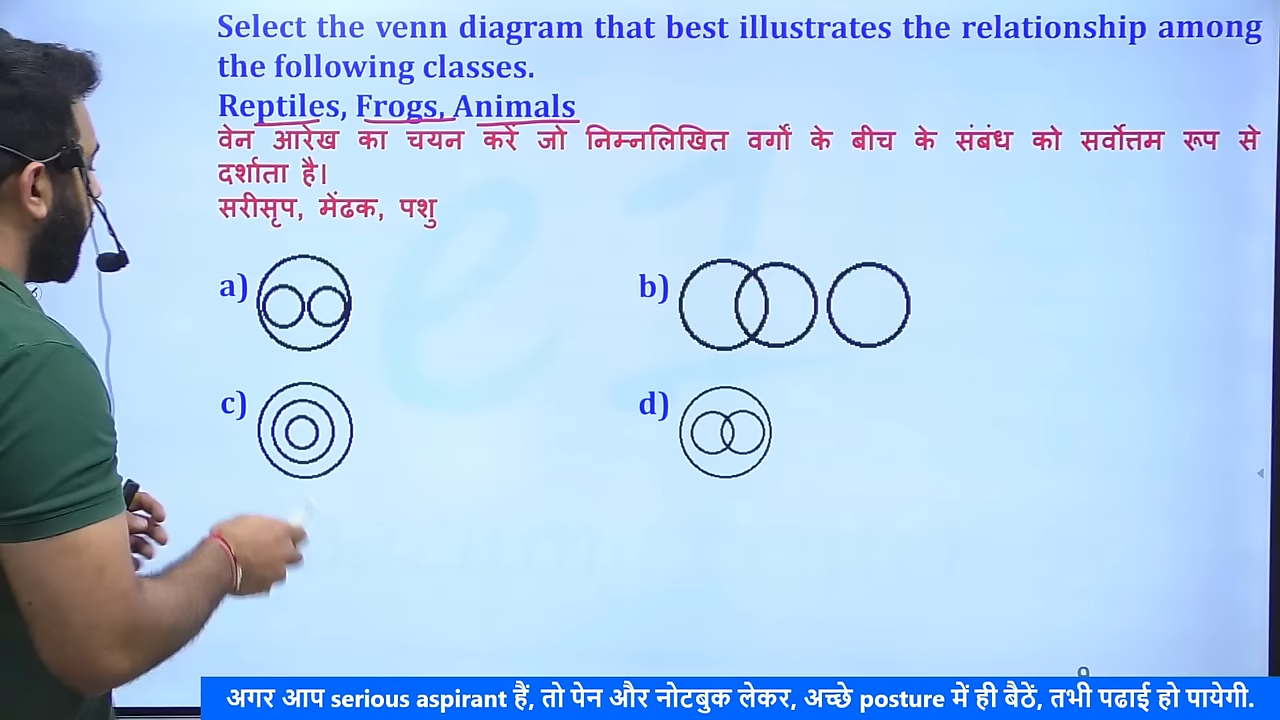 Select the venn diagram that best illustrates the relationship among
the following classes.
Reptiles, Frogs, Animals
वेन आरेख का चयन करें जो निम्नलिखित वर्गों के बीच के संबंध को सर्वोत्तम रूप से
दर्शाता है।
सरीसृप, मेंढक, पशु
a)
b)
c)
d)
9
अगर आप serious aspirant हैं, तो पेन और नोटबुक लेकर, अच्छे posture में ही बैठें, तभी पढाई हो पायेगी.